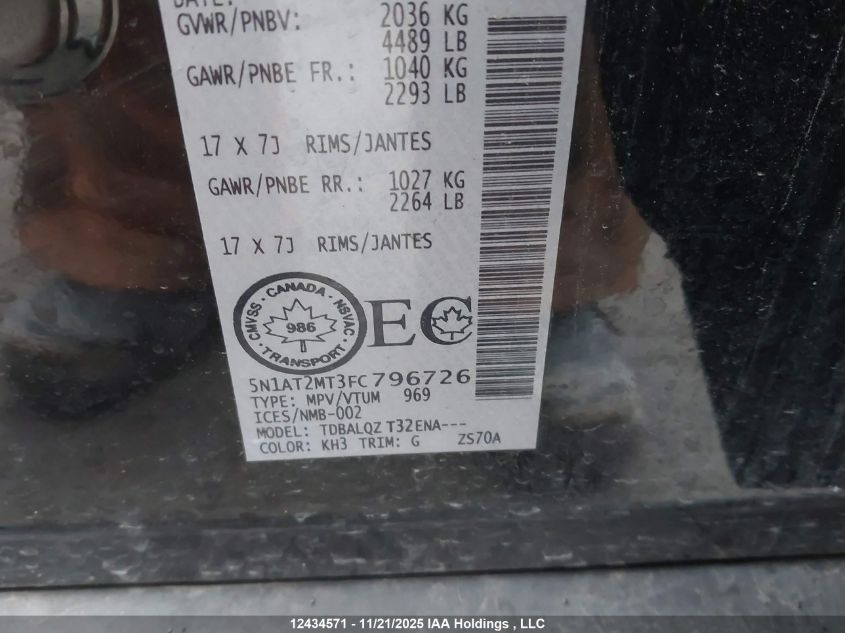 DATE:
GVWR/PNBV: 2036 KG
4489 LB
GAWR/PNBE FR.: 1040 KG
2293 LB
17 X 7J RIMS/JANTES
GAWR/PNBE RR.: 1027 KG
2264 LB
17 X 7J RIMS/JANTES
CMVSS · CANADA · NSVAC · TRANSPORT ·
986
EC
5N1AT2MT3FC796726
TYPE: MPV/VTUM 969
ICES/NMB-002
MODEL: TDBALQZ T32ENA---
COLOR: KH3 TRIM: G ZS70A
12434571 - 11/21/2025 IAA Holdings , LLC